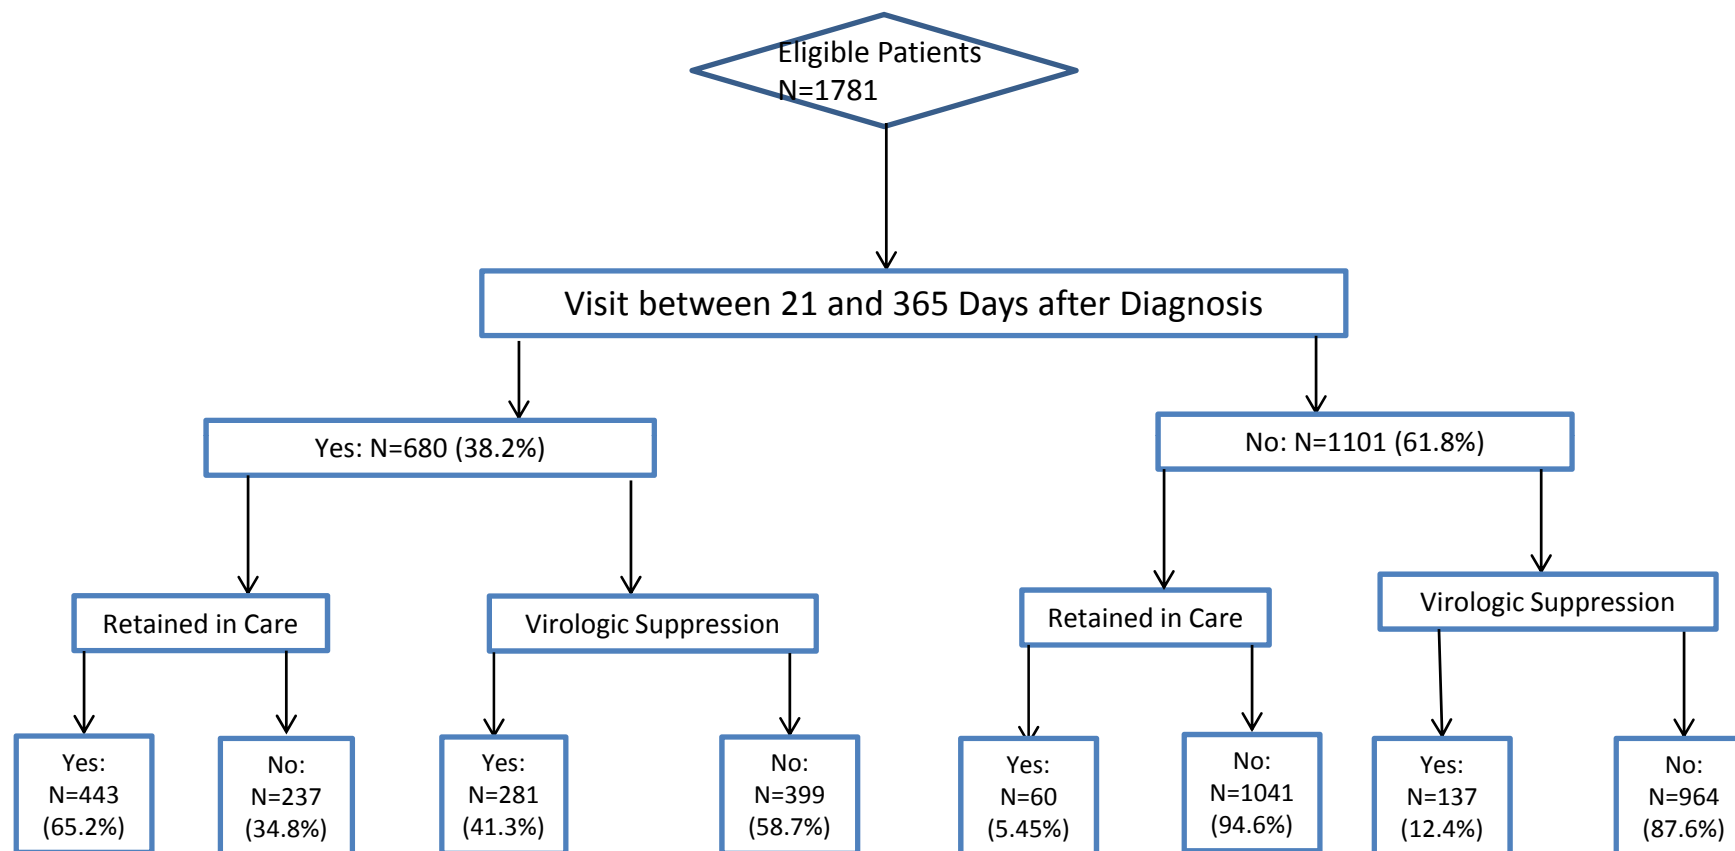 Eligible Patients
N=1781
Visit between 21 and 365 Days after Diagnosis
Yes: N=680 (38.2%)
No: N=1101 (61.8%)
Retained in Care
Virologic Suppression
Retained in Care
Virologic Suppression
Yes:
N=443
(65.2%)
No:
N=237
(34.8%)
Yes:
N=281
(41.3%)
No:
N=399
(58.7%)
Yes:
N=60
(5.45%)
No:
N=1041
(94.6%)
Yes:
N=137
(12.4%)
No:
N=964
(87.6%)